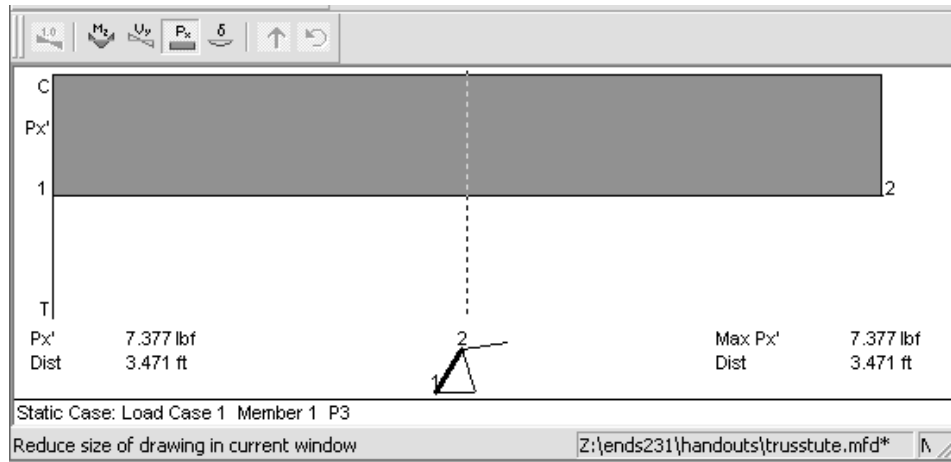 1.0 Mz Vy Px δ
C
Px'
1 2
T
Px' 7.377 lbf 2 Max Px' 7.377 lbf
Dist 3.471 ft 1 Dist 3.471 ft
Static Case: Load Case 1 Member 1 P3
Reduce size of drawing in current window Z:\ends231\handouts\trusstute.mfd*